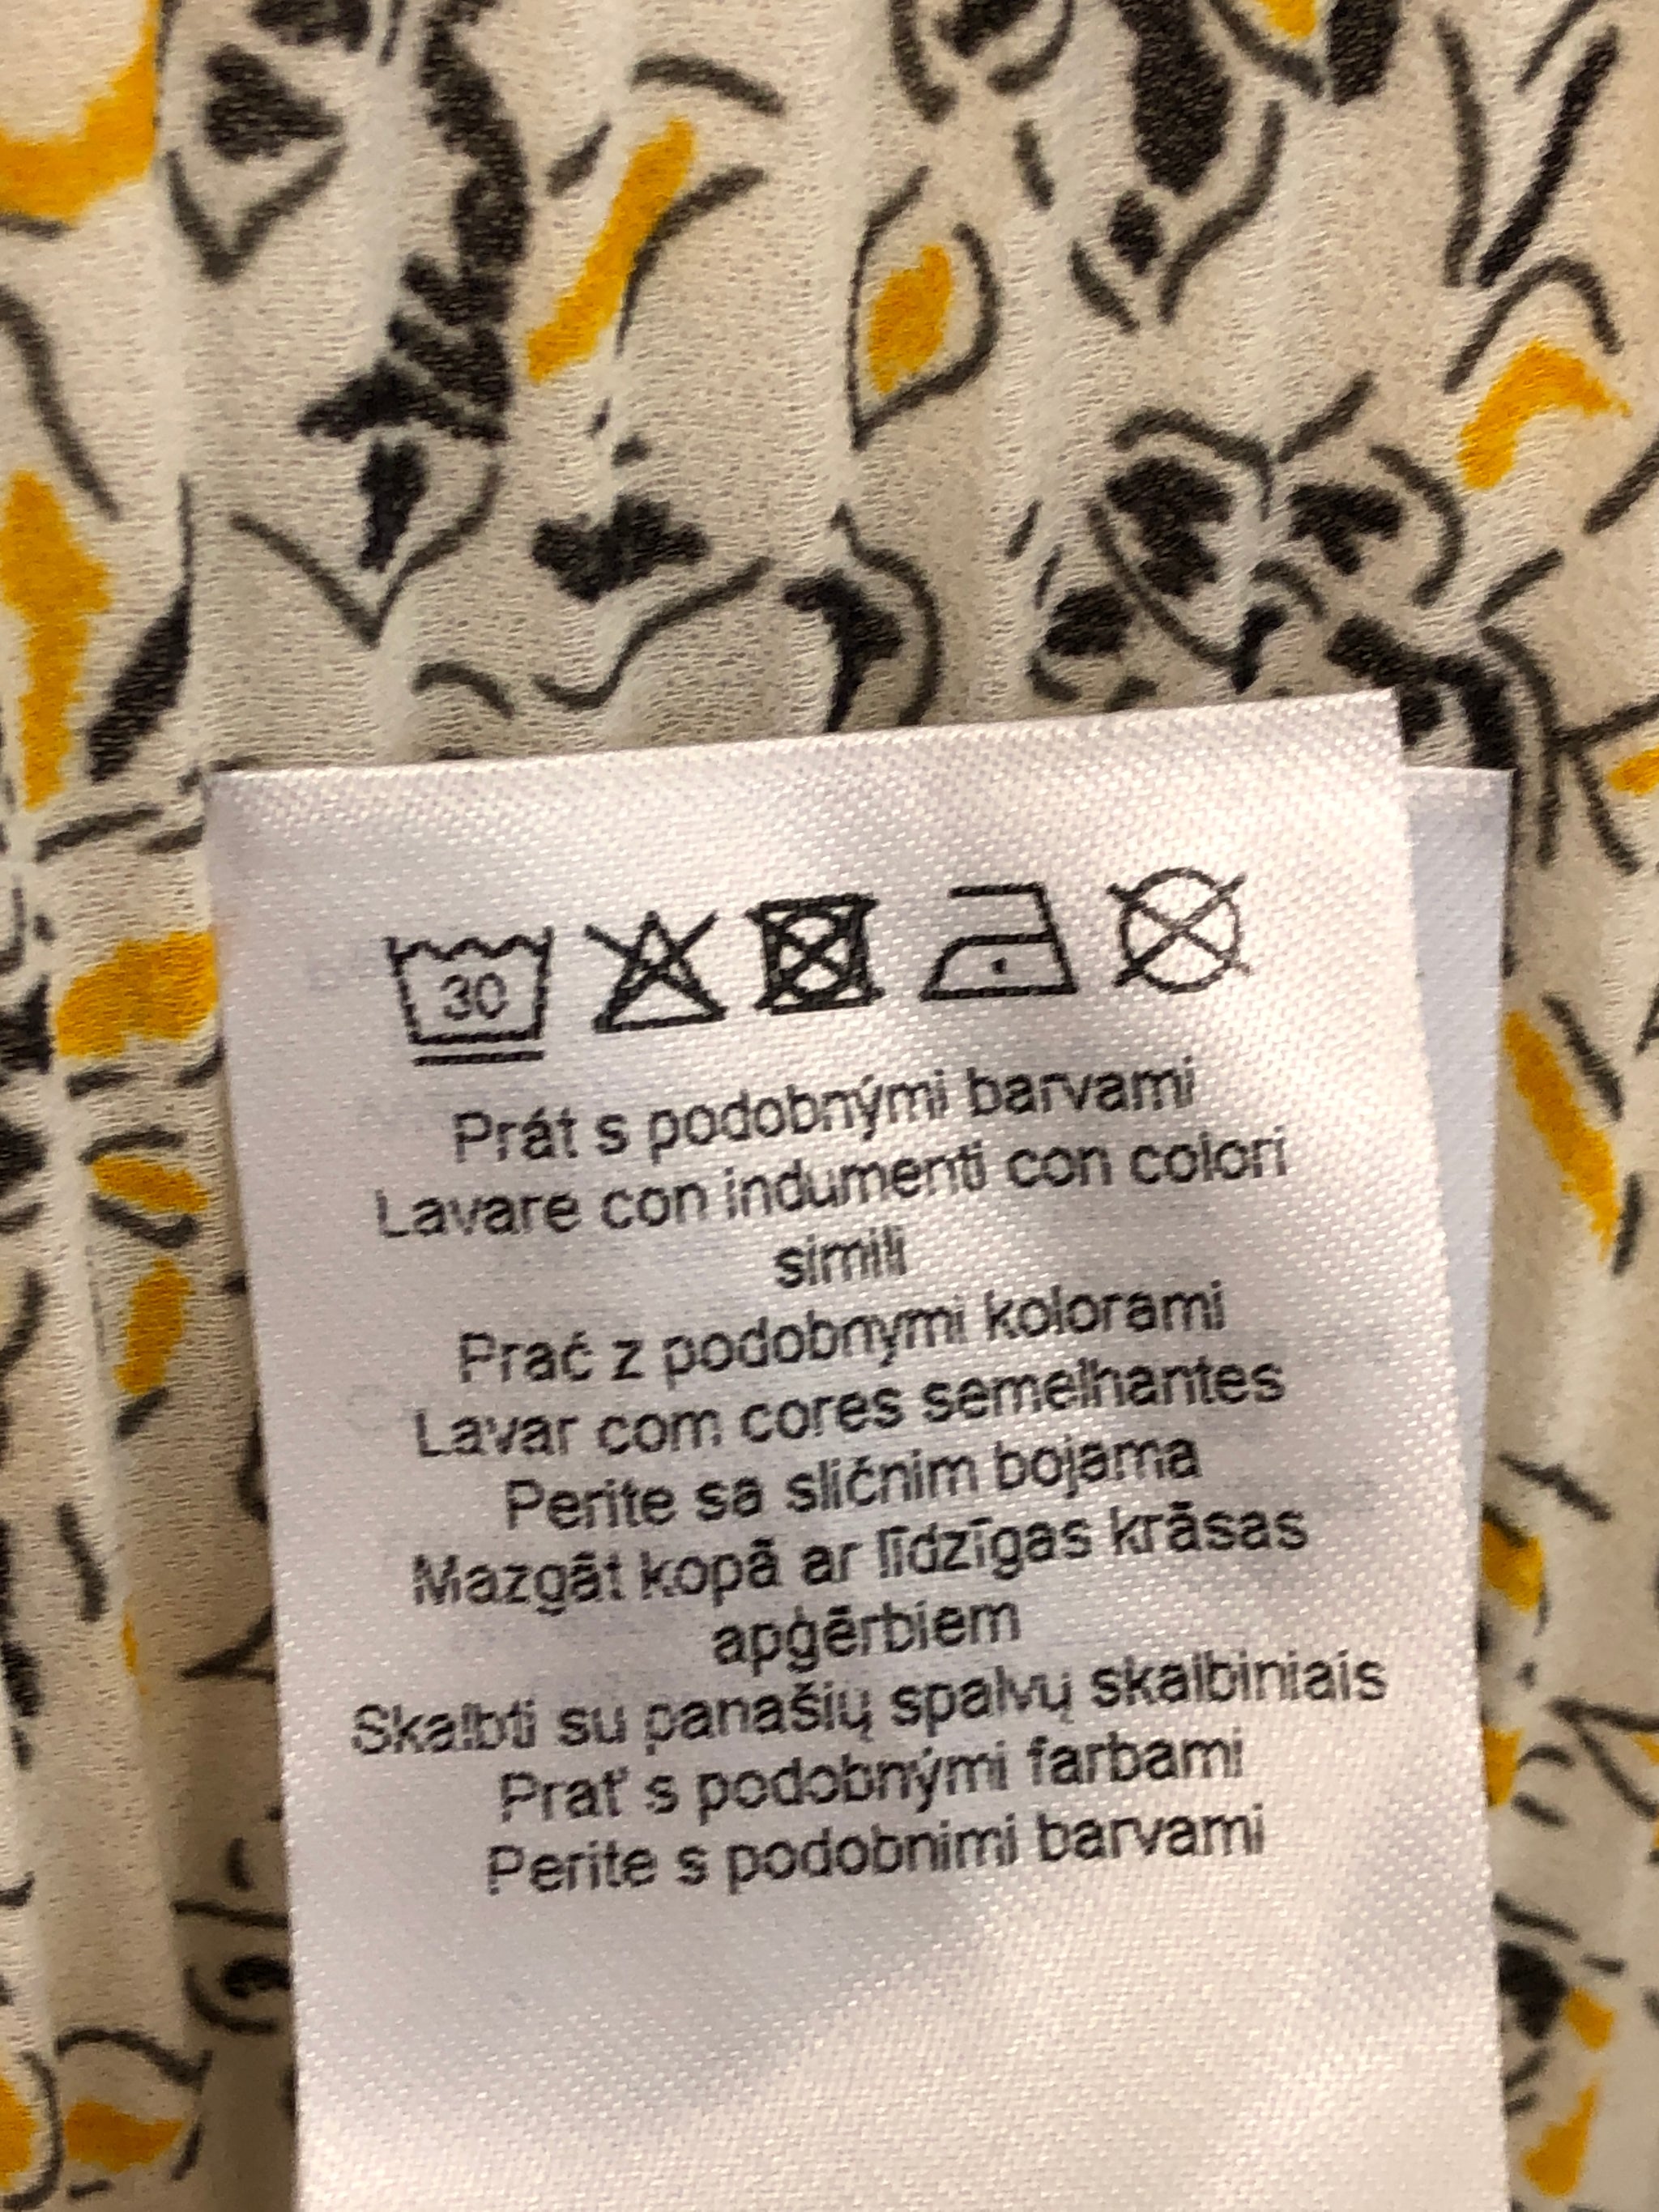 30
Prát s podobnými barvami
Lavare con indumenti con colori
simili
Prać z podobnymi kolorami
Lavar com cores semelhantes
Perite sa sličnim bojama
Mazgāt kopā ar līdzīgas krāsas
apģērbiem
Skalbti su panašių spalvų skalbiniais
Prať s podobnými farbami
Perite s podobnimi barvami